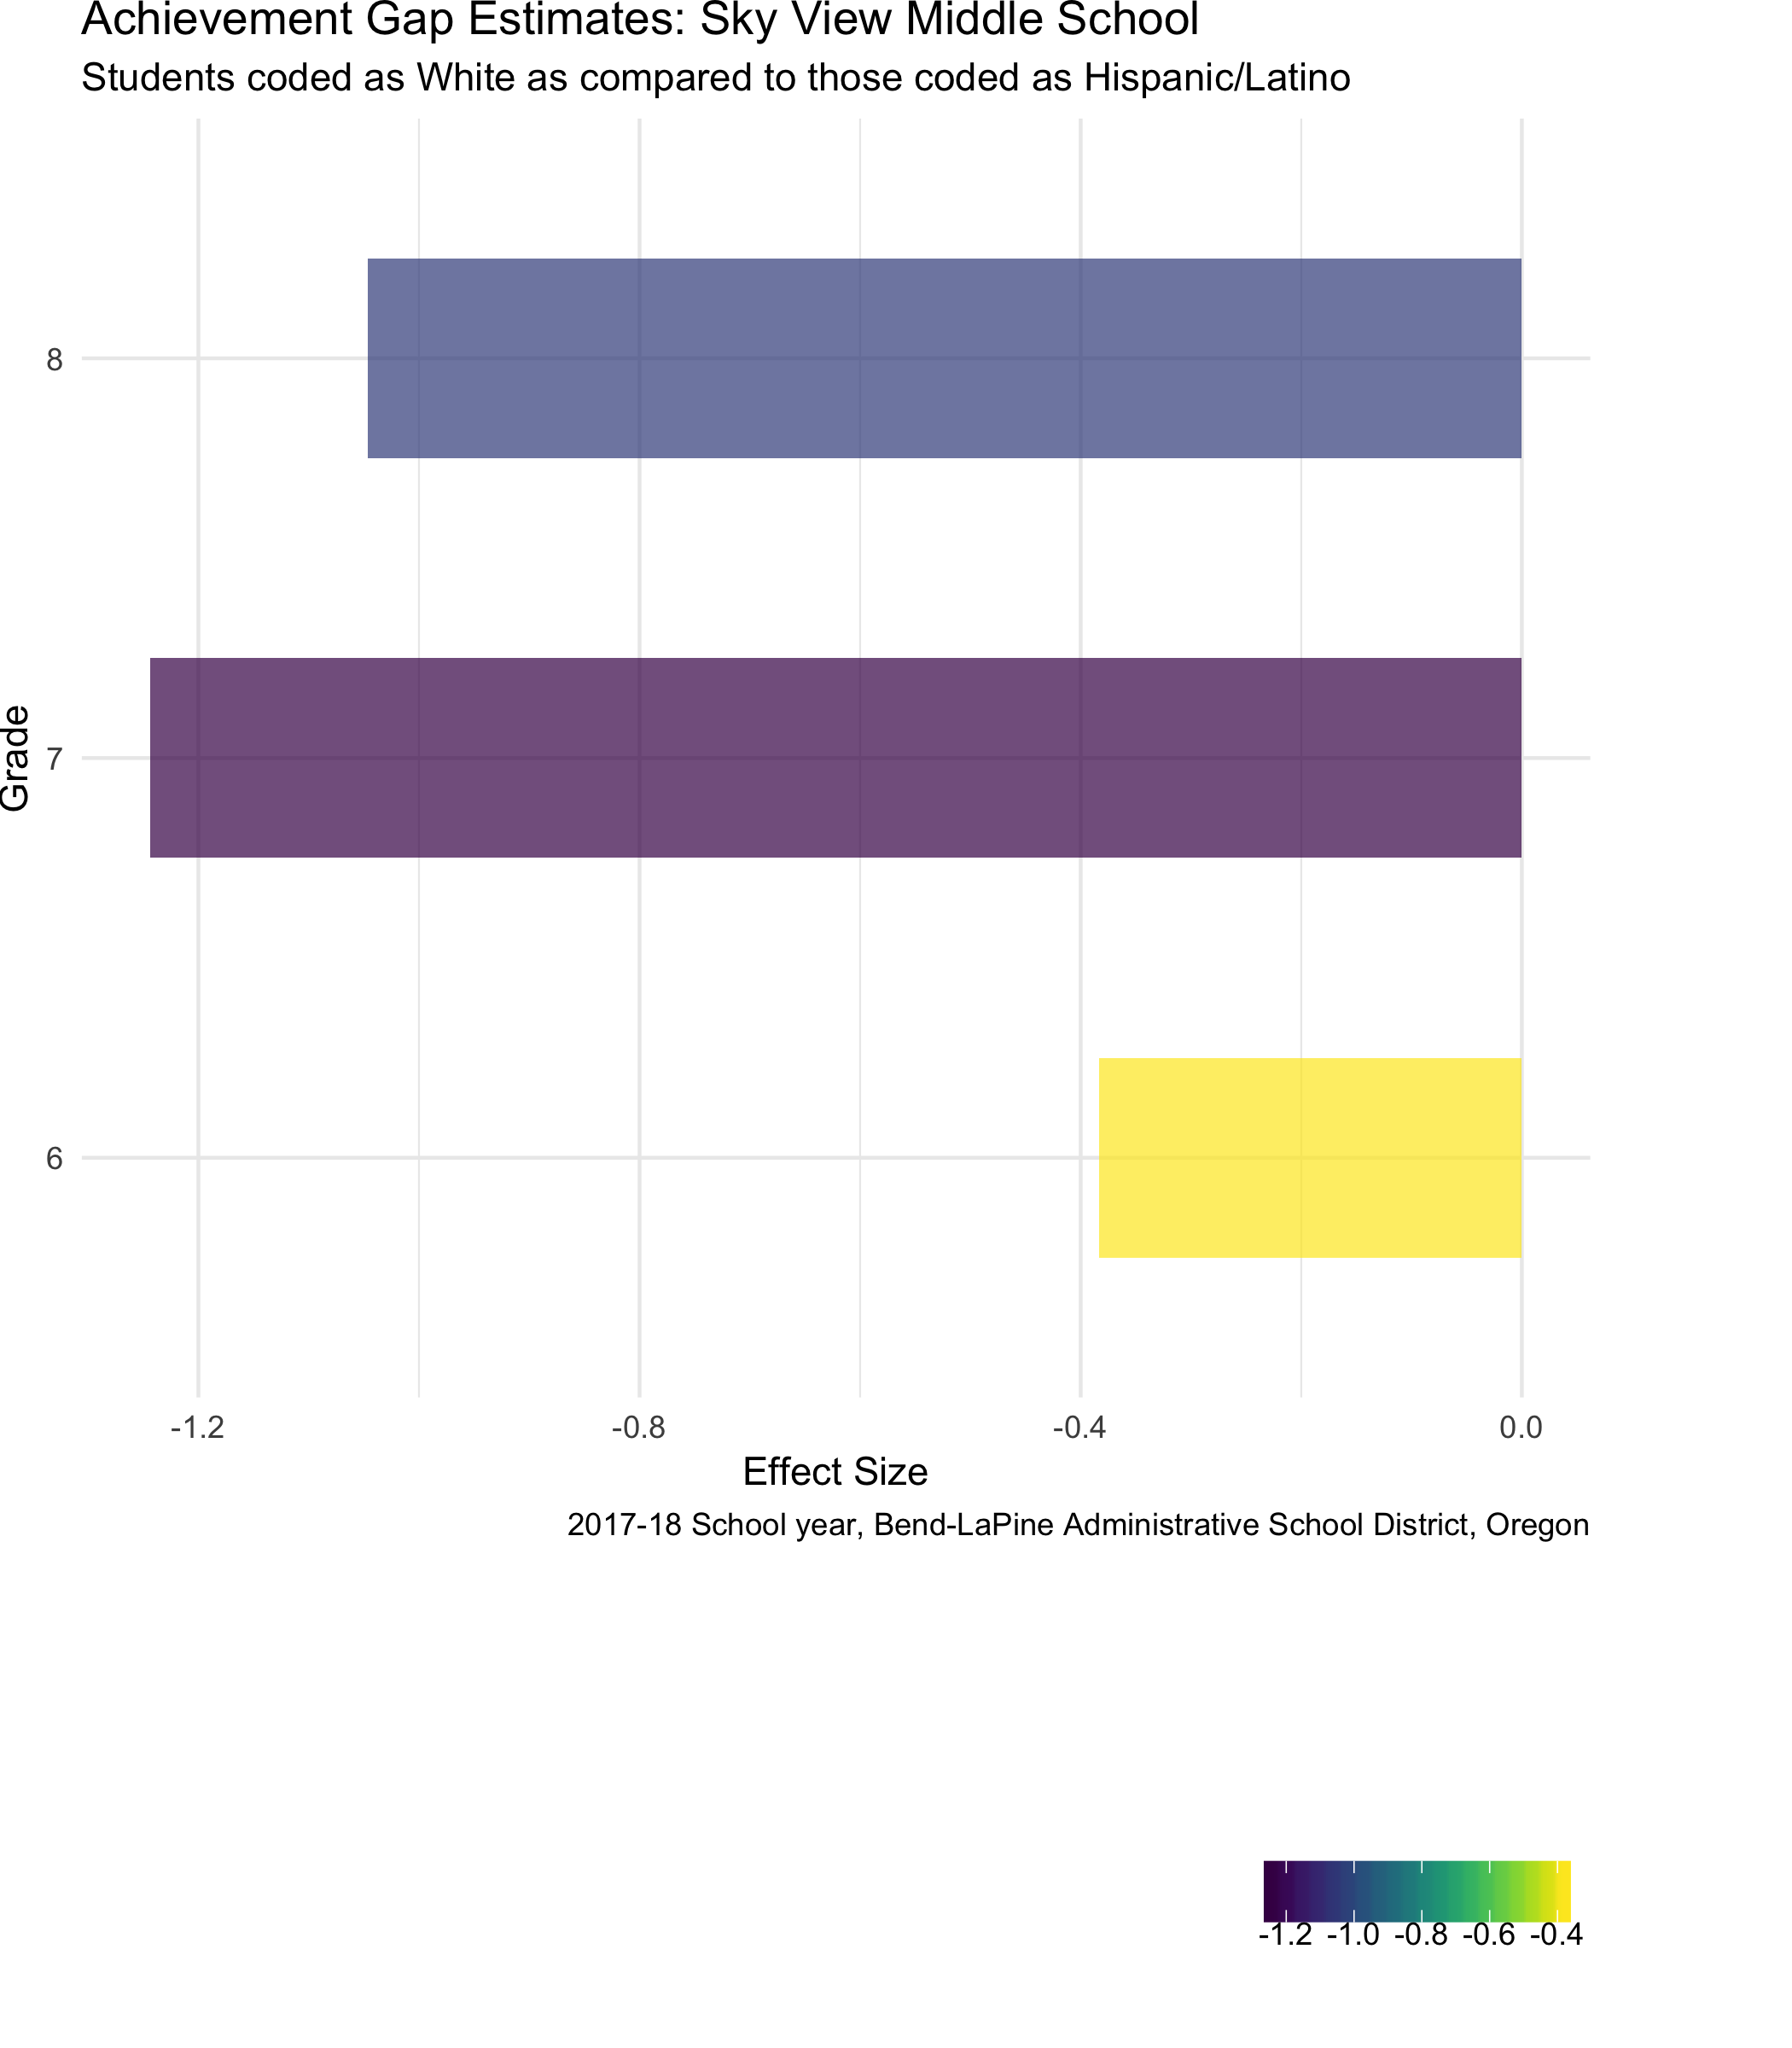 Achievement Gap Estimates: Sky View Middle School
Students coded as White as compared to those coded as Hispanic/Latino
8
Grade
7
6
-1.2 -0.8 -0.4 0.0
Effect Size
2017-18 School year, Bend-LaPine Administrative School District, Oregon
-1.2 -1.0 -0.8 -0.6 -0.4